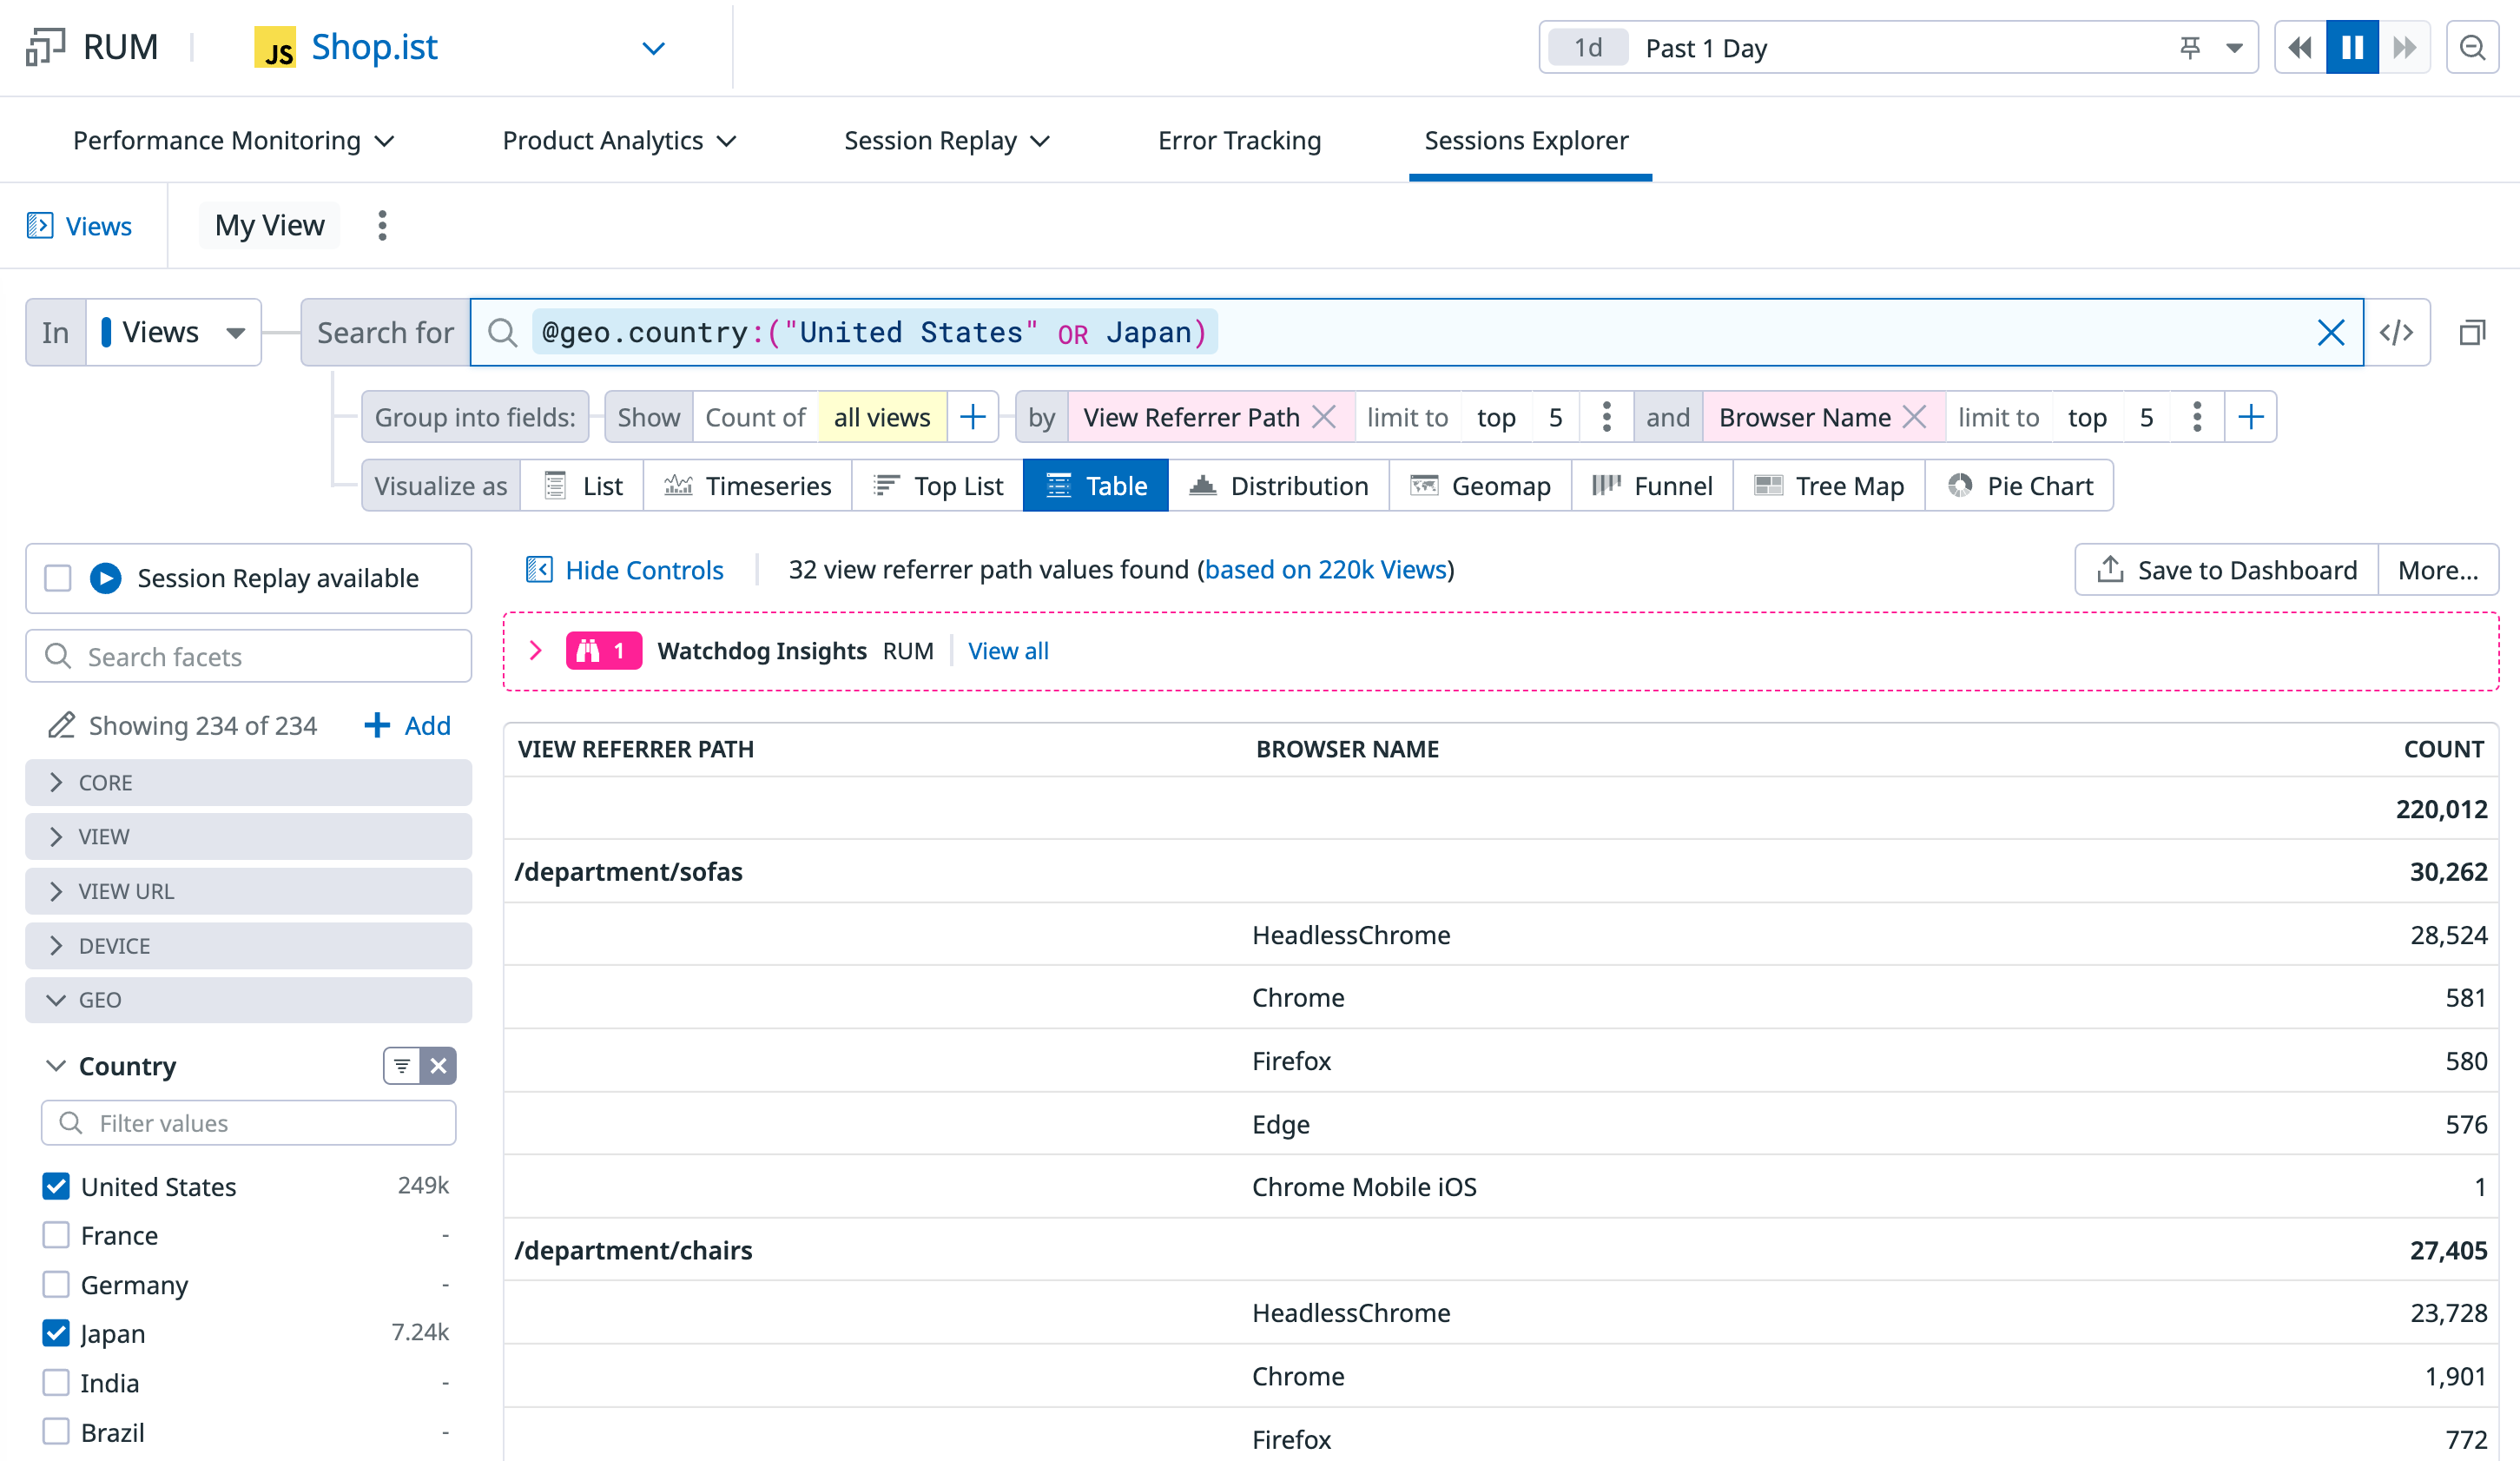 RUM JS Shop.ist 1d Past 1 Day
Performance Monitoring Product Analytics Session Replay Error Tracking Sessions Explorer
Views My View
In Views Search for @geo.country:("United States" OR Japan) </>
Group into fields: Show Count of all views + by View Referrer Path limit to top 5 and Browser Name limit to top 5 +
Visualize as List Timeseries Top List Table Distribution Geomap Funnel Tree Map Pie Chart
Session Replay available
Search facets
Showing 234 of 234 + Add
CORE
VIEW
VIEW URL
DEVICE
GEO
Country
Filter values
United States 249k
France -
Germany -
Japan 7.24k
India -
Brazil -
Hide Controls 32 view referrer path values found (based on 220k Views) Save to Dashboard More...
1 Watchdog Insights RUM View all
VIEW REFERRER PATH BROWSER NAME COUNT
220,012
/department/sofas 30,262
HeadlessChrome 28,524
Chrome 581
Firefox 580
Edge 576
Chrome Mobile iOS 1
/department/chairs 27,405
HeadlessChrome 23,728
Chrome 1,901
Firefox 772